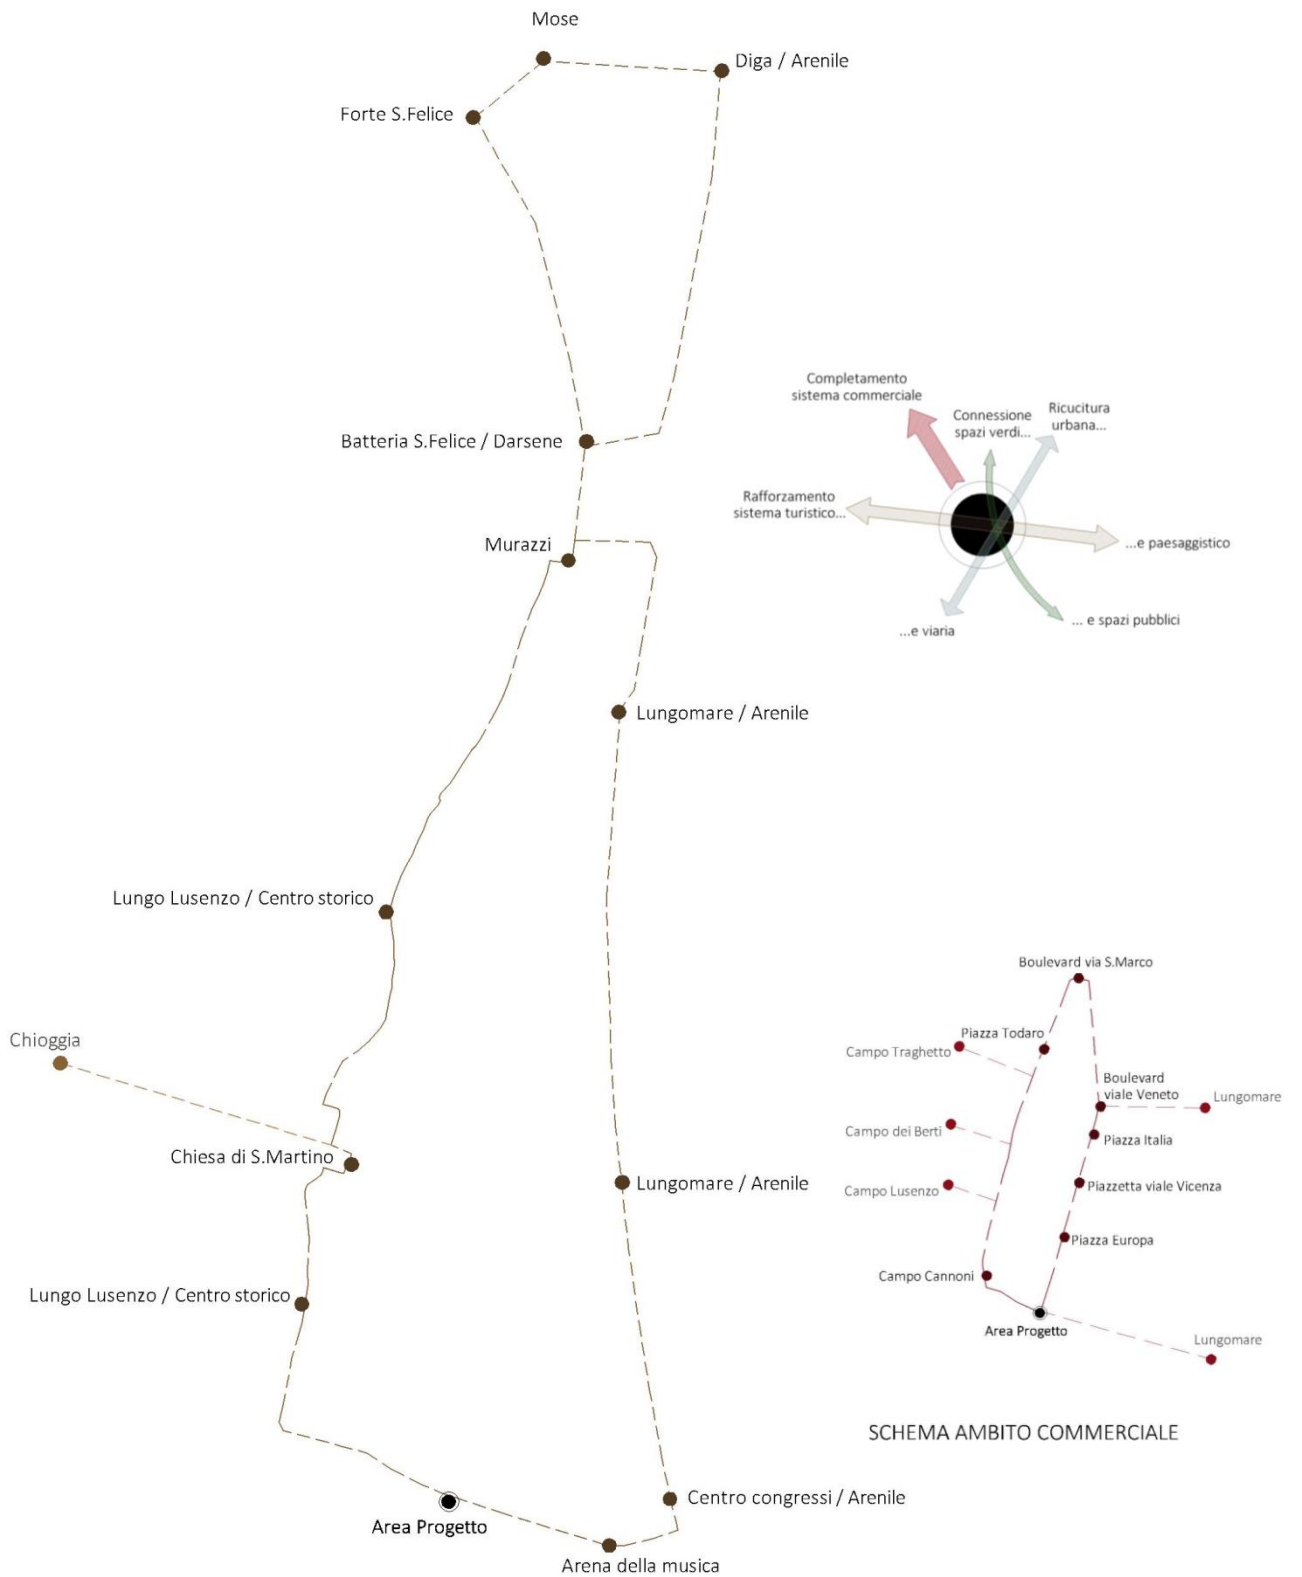 Mose
Diga / Arenile
Forte S.Felice
Batteria S.Felice / Darsene
Murazzi
Lungomare / Arenile
Lungo Lusenzo / Centro storico
Chioggia
Chiesa di S.Martino
Lungomare / Arenile
Lungo Lusenzo / Centro storico
Centro congressi / Arenile
Area Progetto
Arena della musica
Completamento
sistema commerciale
Connessione
spazi verdi...
Ricucitura
urbana...
Rafforzamento
sistema turistico...
...e paesaggistico
... e spazi pubblici
...e viaria
Boulevard via S.Marco
Piazza Todaro
Campo Traghetto
Boulevard
viale Veneto
Lungomare
Campo dei Berti
Piazza Italia
Campo Lusenzo
Piazzetta viale Vicenza
Piazza Europa
Campo Cannoni
Area Progetto
Lungomare
SCHEMA AMBITO COMMERCIALE